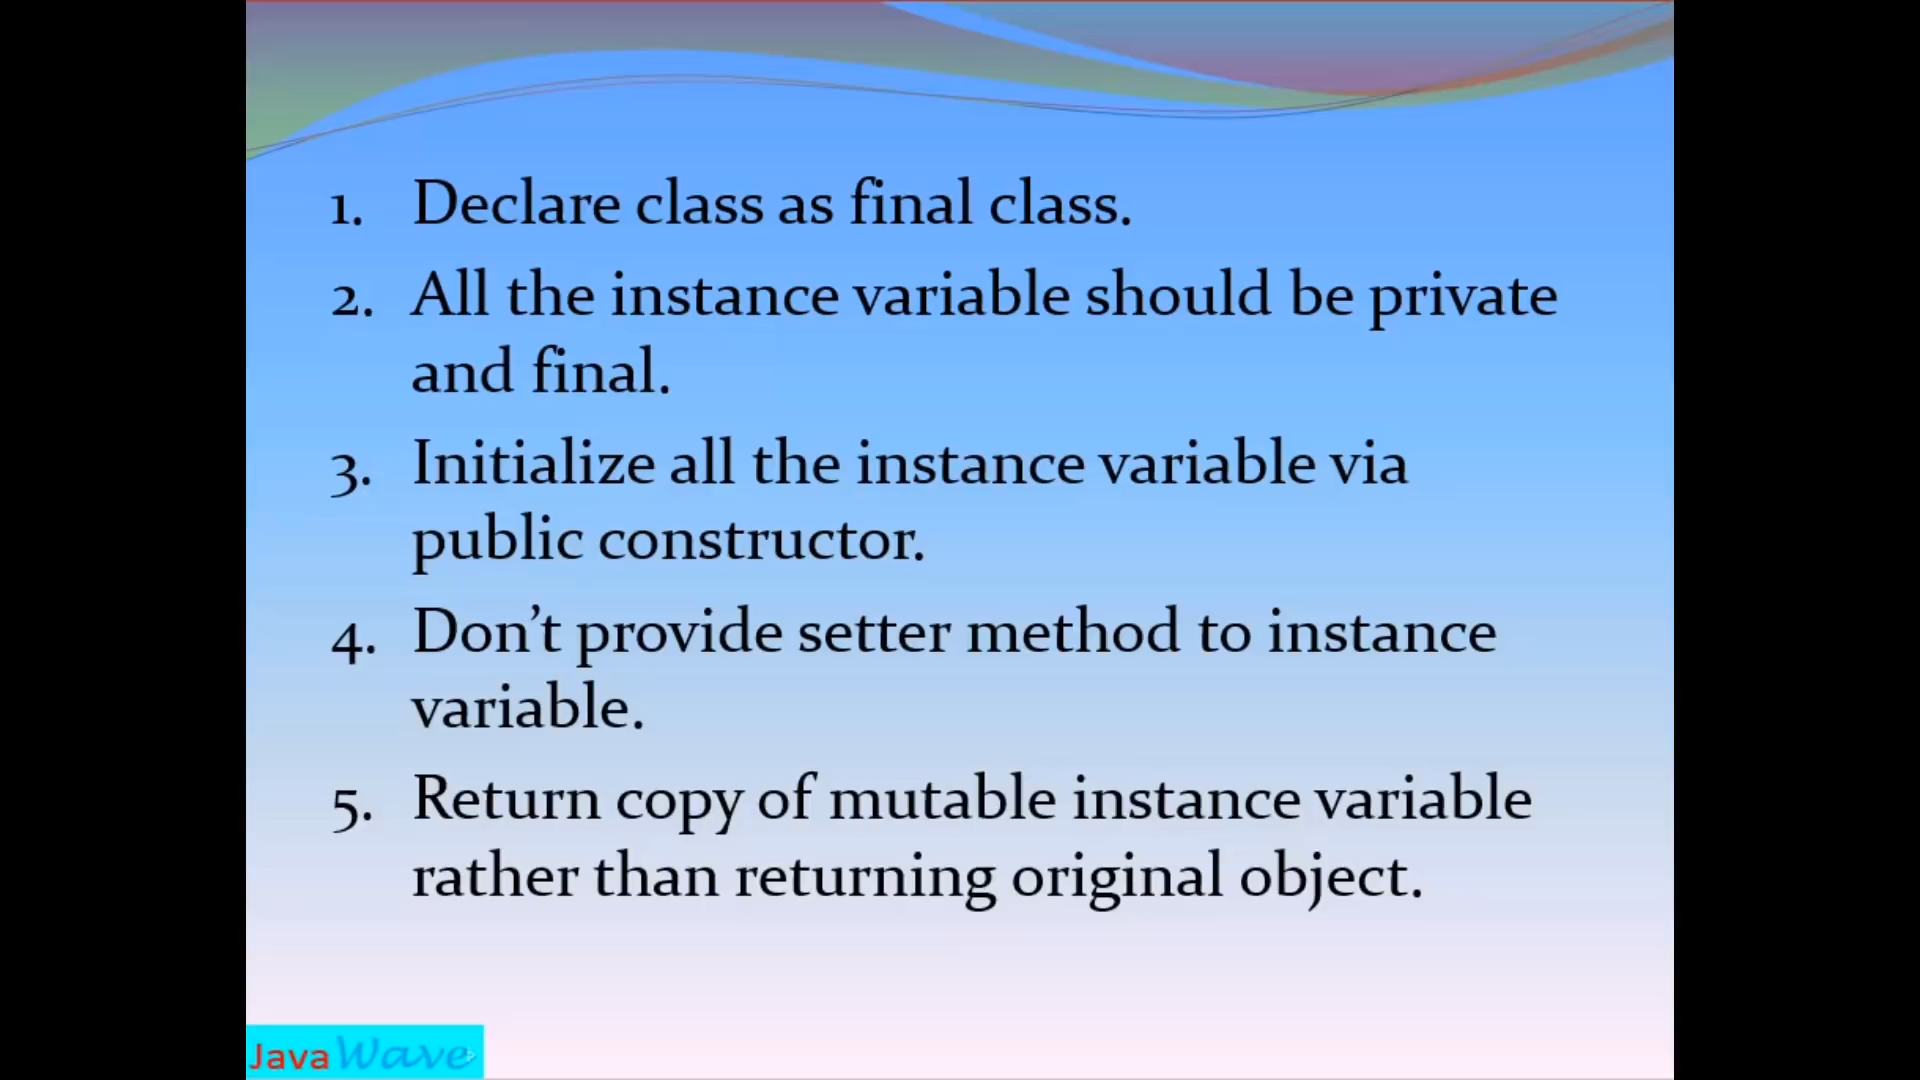 1. Declare class as final class.
2. All the instance variable should be private
and final.
3. Initialize all the instance variable via
public constructor.
4. Don’t provide setter method to instance
variable.
5. Return copy of mutable instance variable
rather than returning original object.
Java Wave